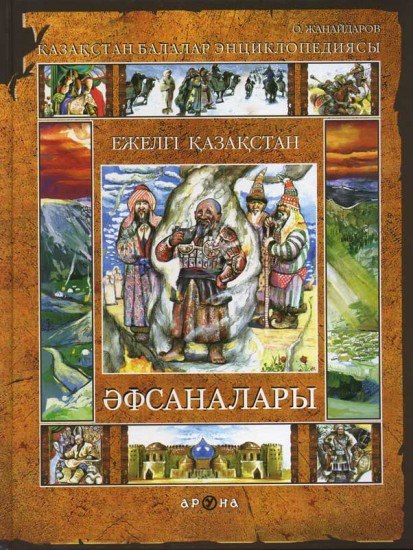 О. ЖАНАЙДАРОВ
ҚАЗАҚСТАН БАЛАЛАР ЭНЦИКЛОПЕДИЯСЫ
ЕЖЕЛГІ ҚАЗАҚСТАН
ӘФСАНАЛАРЫ
АРУНА